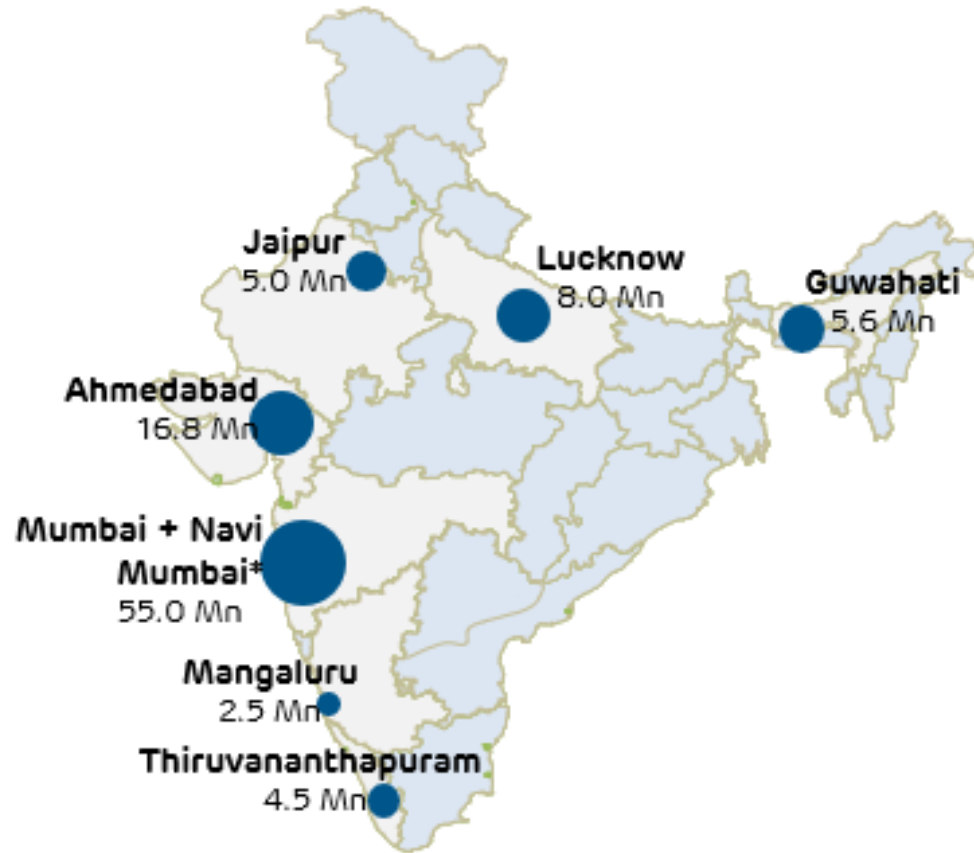 Jaipur
5.0 Mn
Lucknow
8.0 Mn
Guwahati
5.6 Mn
Ahmedabad
16.8 Mn
Mumbai + Navi
Mumbai*
55.0 Mn
Mangaluru
2.5 Mn
Thiruvananthapuram
4.5 Mn